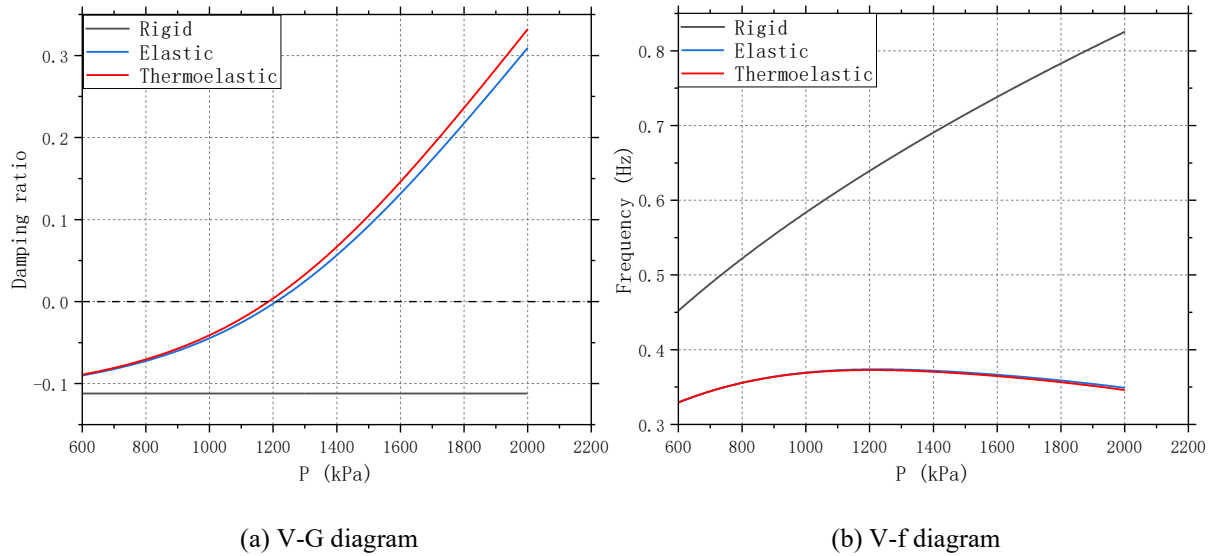 Rigid
Elastic
Thermoelastic
0.3
0.2
0.1
0.0
-0.1
Damping ratio
600 800 1000 1200 1400 1600 1800 2000 2200
P (kPa)
(a) V-G diagram
Rigid
Elastic
Thermoelastic
0.8
0.7
0.6
0.5
0.4
0.3
Frequency (Hz)
600 800 1000 1200 1400 1600 1800 2000 2200
P (kPa)
(b) V-f diagram